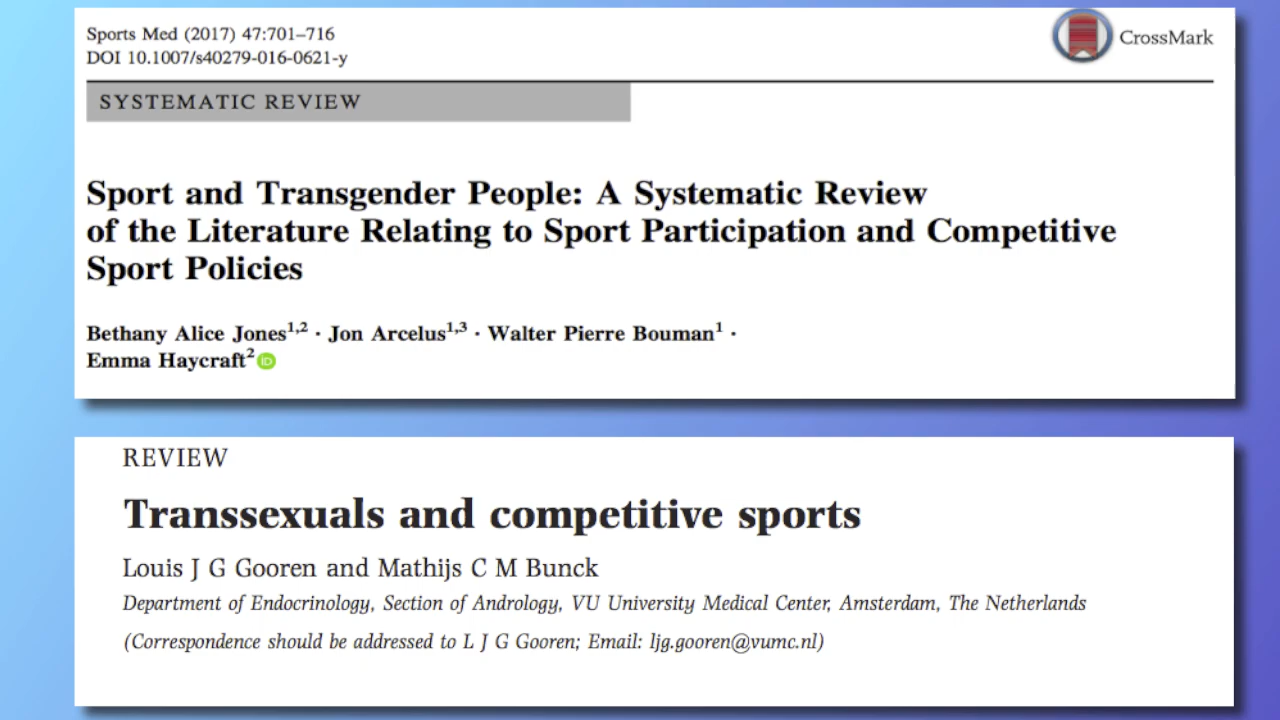 Sports Med (2017) 47:701–716
DOI 10.1007/s40279-016-0621-y
CrossMark
SYSTEMATIC REVIEW
Sport and Transgender People: A Systematic Review
of the Literature Relating to Sport Participation and Competitive
Sport Policies
Bethany Alice Jones1,2 · Jon Arcelus1,3 · Walter Pierre Bouman1 ·
Emma Haycraft2 iD
REVIEW
Transsexuals and competitive sports
Louis J G Gooren and Mathijs C M Bunck
Department of Endocrinology, Section of Andrology, VU University Medical Center, Amsterdam, The Netherlands
(Correspondence should be addressed to L J G Gooren; Email: ljg.gooren@vumc.nl)